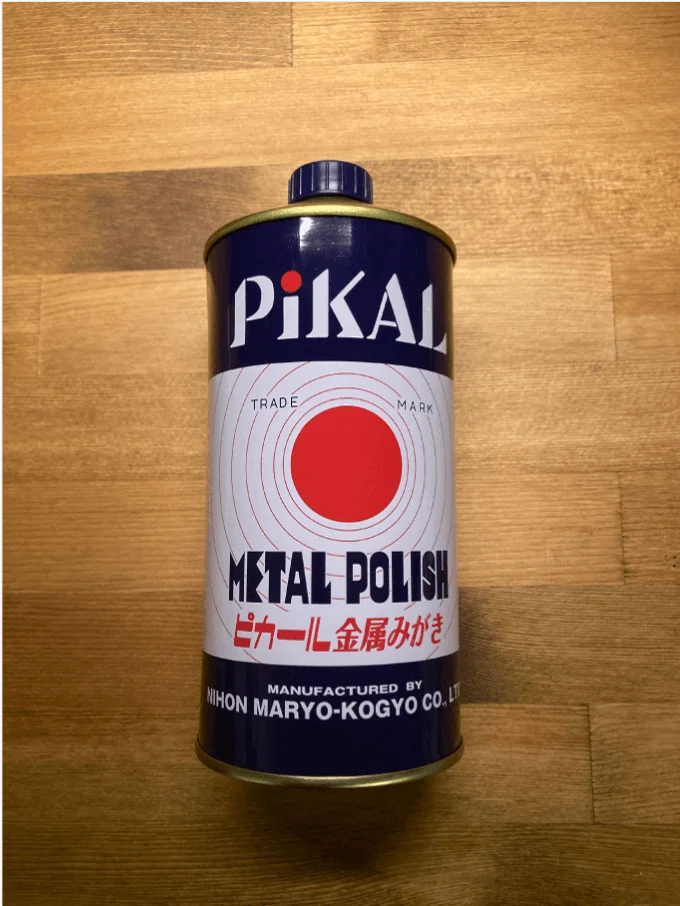 PiKAL
TRADE MARK
METAL POLISH
ピカール金属みがき
MANUFACTURED BY
NIHON MARYO-KOGYO CO., LT